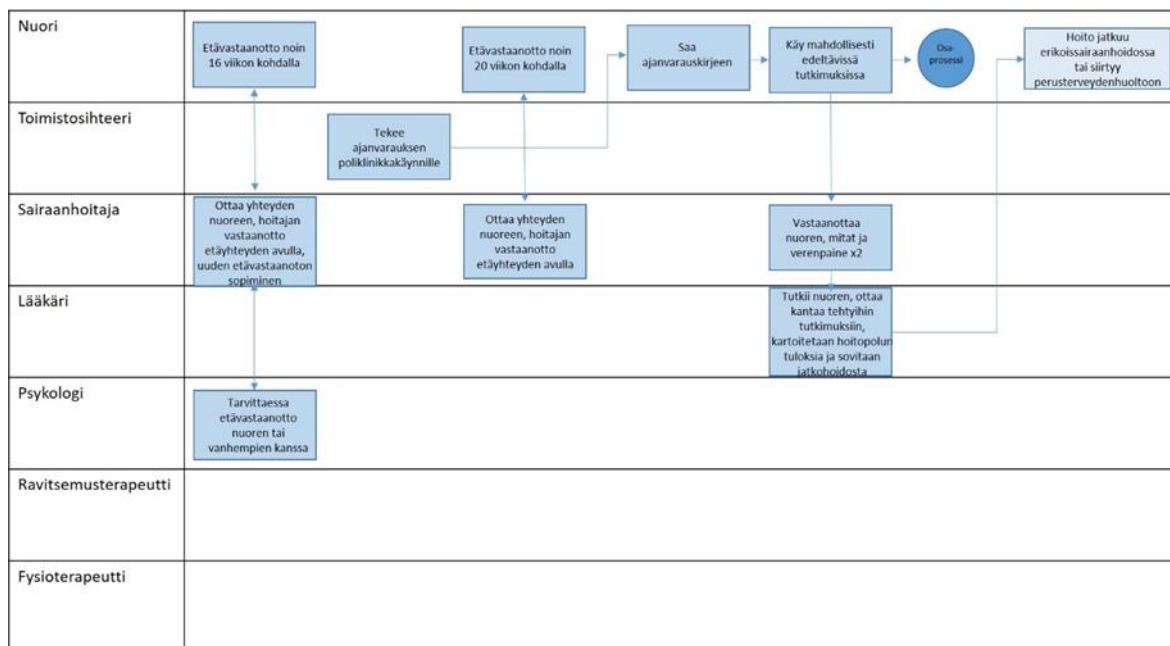 Nuori
Etävastaanotto noin
16 viikon kohdalla
Etävastaanotto noin
20 viikon kohdalla
Saa
ajanvarauskirjeen
Käy mahdollisesti
edeltävissä
tutkimuksissa
Osa-
prosessi
Hoito jatkuu
erikoissairaanhoidossa
tai siirtyy
perusterveydenhuoltoon
Toimistosihteeri
Tekee
ajanvarauksen
poliklinikkakäynnille
Sairaanhoitaja
Ottaa yhteyden
nuoreen, hoitajan
vastaanotto
etäyhteyden avulla,
uuden etävastaanoton
sopiminen
Ottaa yhteyden
nuoreen, hoitajan
vastaanotto
etäyhteyden avulla
Vastaanottaa
nuoren, mitat ja
verenpaine x2
Lääkäri
Tutkii nuoren, ottaa
kantaa tehtyihin
tutkimuksiin,
kartoitetaan hoitopolun
tuloksia ja sovitaan
jatkohoidosta
Psykologi
Tarvittaessa
etävastaanotto
nuoren tai
vanhempien kanssa
Ravitsemusterapeutti
Fysioterapeutti